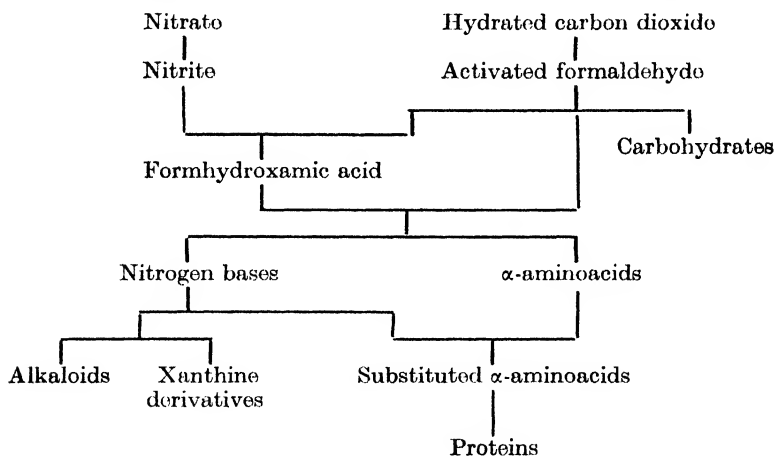 Nitrato
Hydrated carbon dioxido
Nitrite
Activated formaldehydo
Carbohydrates
Formhydroxamic acid
Nitrogen bases
α-aminoacids
Alkaloids
Xanthine
derivatives
Substituted α-aminoacids
Proteins